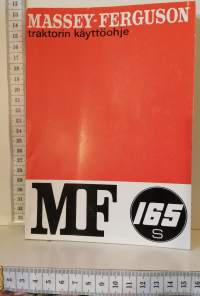 MASSEY-FERGUSON
traktorin käyttöohje
MF 165
S